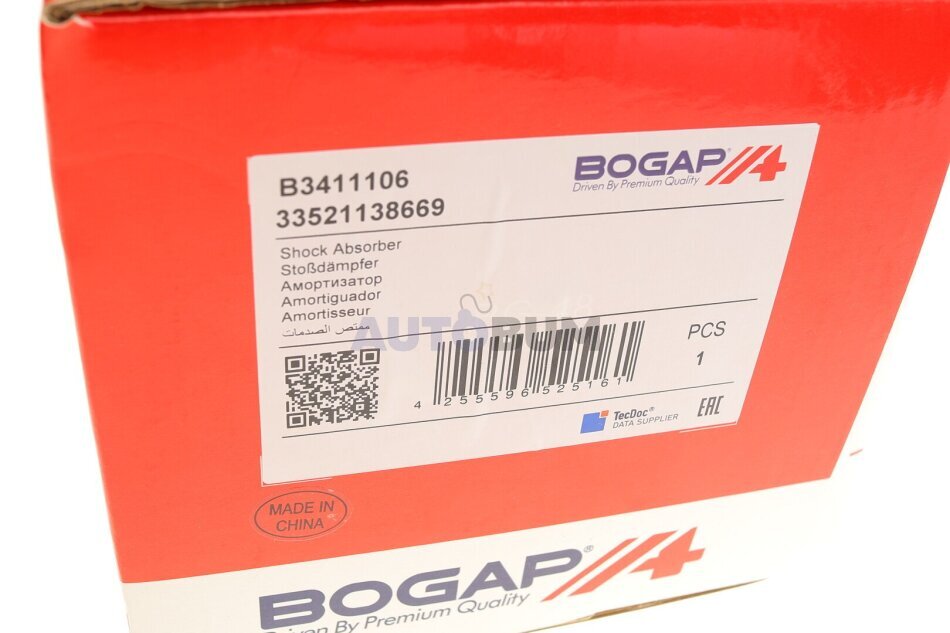 BOGAP®
Driven By Premium Quality
B3411106
33521138669
Shock Absorber
Stoßdämpfer
Амортизатор
Amortiguador
Amortisseur
ممتص الصدمات
AUTOBUM
PCS
1
4 255596 525161
TecDoc®
DATA SUPPLIER
EAC
MADE IN
CHINA
BOGAP®
Driven By Premium Quality